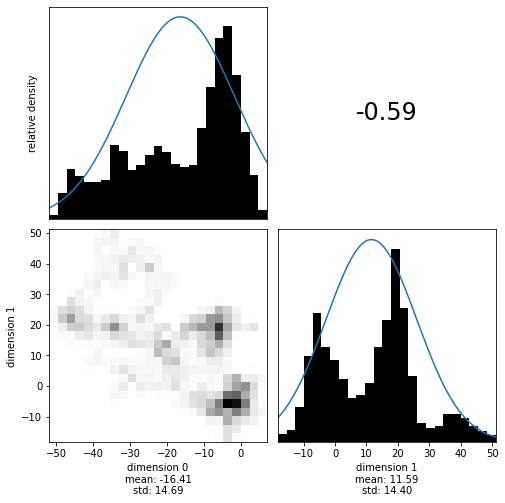 relative density
-0.59
50
40
30
20
10
0
−10
dimension 1
−50 −40 −30 −20 −10 0
dimension 0
mean: -16.41
std: 14.69
−10 0 10 20 30 40 50
dimension 1
mean: 11.59
std: 14.40